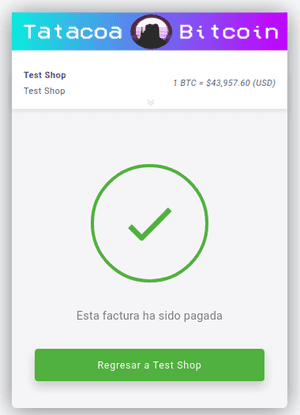 Tatacoa Bitcoin
Test Shop
Test Shop
1 BTC = $43,957.60 (USD)
Esta factura ha sido pagada
Regresar a Test Shop